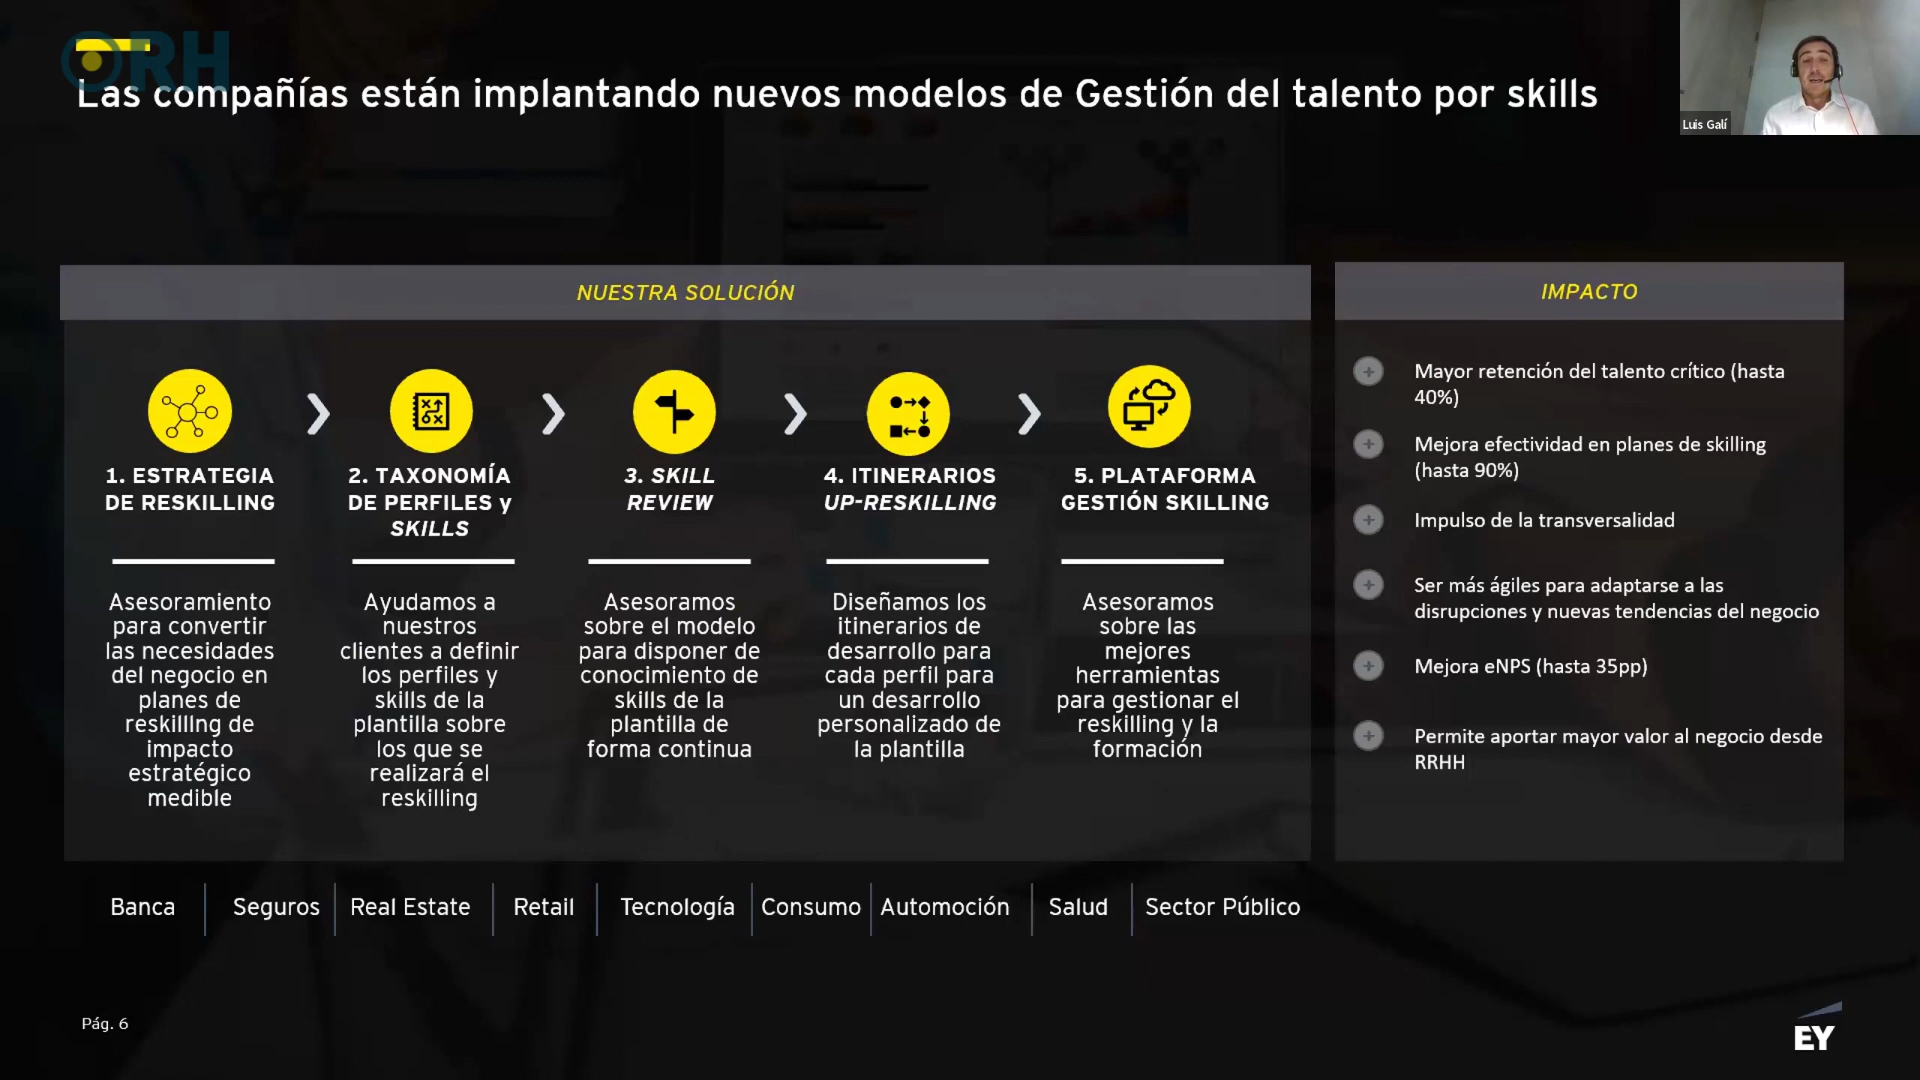 ORH
Las compañías están implantando nuevos modelos de Gestión del talento por skills
Luis Galí
NUESTRA SOLUCIÓN
1. ESTRATEGIA
DE RESKILLING
Asesoramiento
para convertir
las necesidades
del negocio en
planes de
reskillIng de
impacto
estratégico
medible
2. TAXONOMÍA
DE PERFILES y
SKILLS
Ayudamos a
nuestros
clientes a definir
los perfiles y
skills de la
plantilla sobre
los que se
realizará el
reskilling
3. SKILL
REVIEW
Asesoramos
sobre el modelo
para disponer de
conocimiento de
skills de la
plantilla de
forma continua
4. ITINERARIOS
UP-RESKILLING
Diseñamos los
itinerarios de
desarrollo para
cada perfil para
un desarrollo
personalizado de
la plantilla
5. PLATAFORMA
GESTIÓN SKILLING
Asesoramos
sobre las
mejores
herramientas
para gestionar el
reskilling y la
formación
IMPACTO
Mayor retención del talento crítico (hasta
40%)
Mejora efectividad en planes de skilling
(hasta 90%)
Impulso de la transversalidad
Ser más ágiles para adaptarse a las
disrupciones y nuevas tendencias del negocio
Mejora eNPS (hasta 35pp)
Permite aportar mayor valor al negocio desde
RRHH
Banca
Seguros
Real Estate
Retail
Tecnología
Consumo
Automoción
Salud
Sector Público
Pág. 6
EY